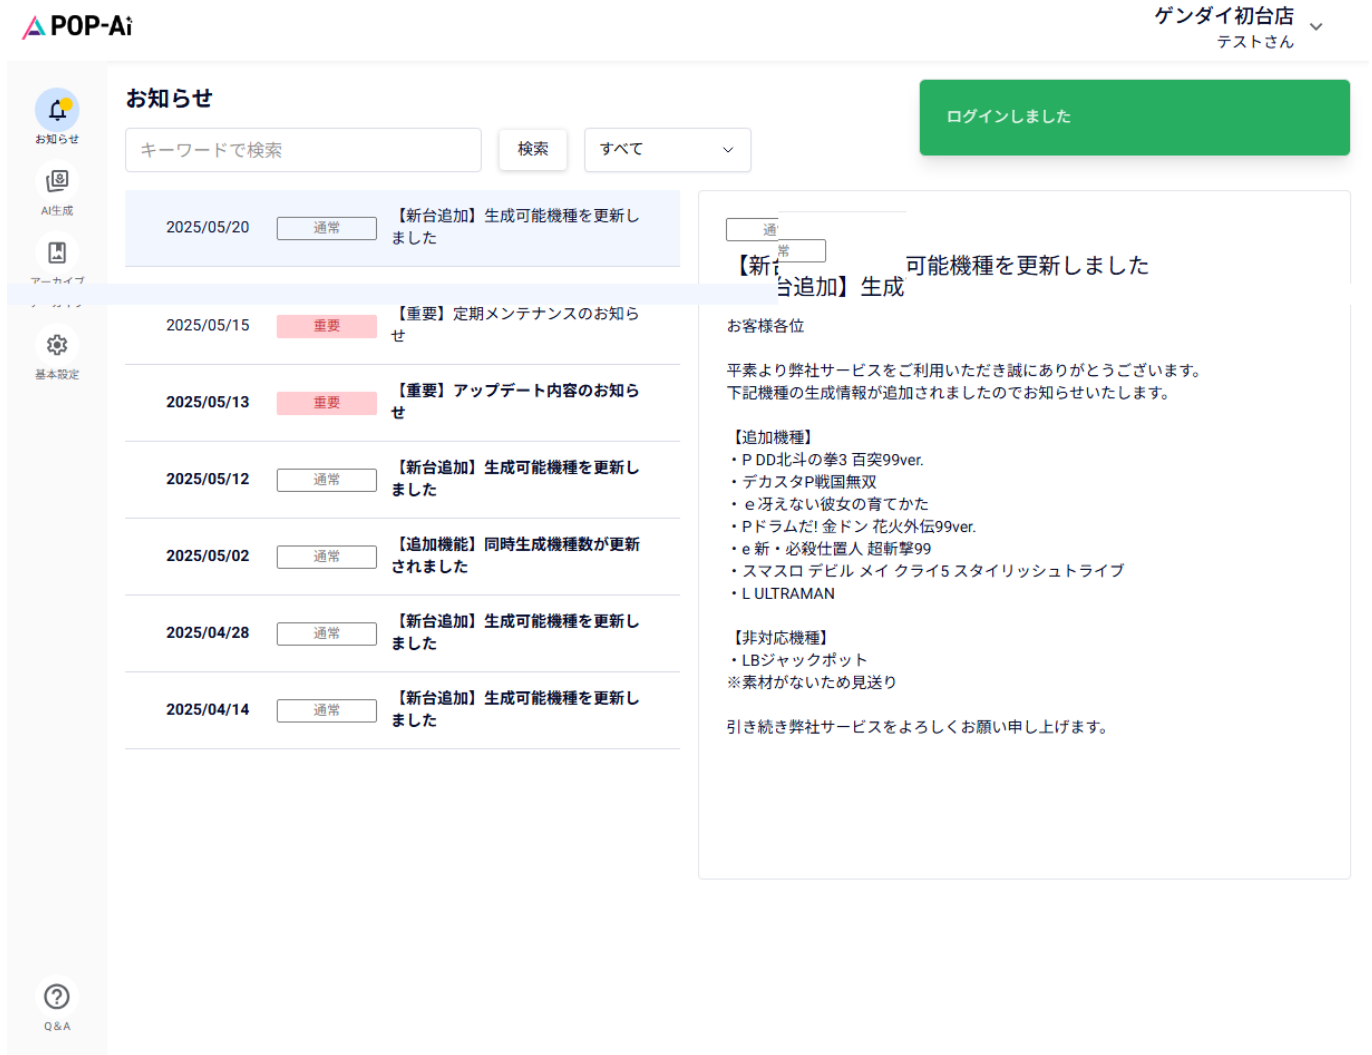 POP-Ai
ゲンダイ初台店
テストさん
お知らせ
お知らせ
キーワードで検索
検索
すべて
ログインしました
AI生成
アーカイブ
基本設定
Q&A
2025/05/20
通常
【新台追加】生成可能機種を更新し
ました
2025/05/15
重要
【重要】定期メンテナンスのお知ら
せ
2025/05/13
重要
【重要】アップデート内容のお知ら
せ
2025/05/12
通常
【新台追加】生成可能機種を更新し
ました
2025/05/02
通常
【追加機能】同時生成機種数が更新
されました
2025/04/28
通常
【新台追加】生成可能機種を更新し
ました
2025/04/14
通常
【新台追加】生成可能機種を更新し
ました
通常
【新台追加】生成可能機種を更新しました
お客様各位
平素より弊社サービスをご利用いただき誠にありがとうございます。
下記機種の生成情報が追加されましたのでお知らせいたします。
【追加機種】
・P DD北斗の拳3 百突99ver.
・デカスタP戦国無双
・ｅ冴えない彼女の育てかた
・Pドラムだ! 金ドン 花火外伝99ver.
・e 新・必殺仕置人 超斬撃99
・スマスロ デビル メイ クライ5 スタイリッシュトライブ
・L ULTRAMAN
【非対応機種】
・LBジャックポット
※素材がないため見送り
引き続き弊社サービスをよろしくお願い申し上げます。